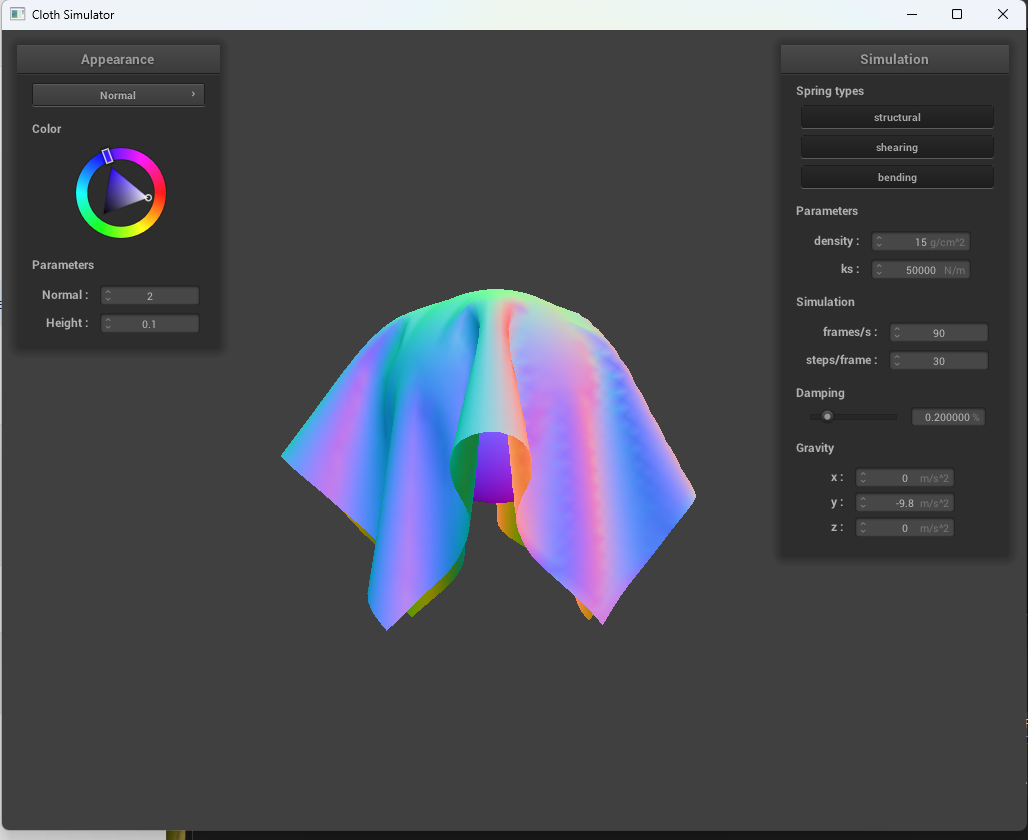 Cloth Simulator
Appearance
Normal
Color
Parameters
Normal : 2
Height : 0.1
Simulation
Spring types
structural
shearing
bending
Parameters
density : 15 g/cm^2
ks : 50000 N/m
Simulation
frames/s : 90
steps/frame : 30
Damping
0.200000 %
Gravity
x : 0 m/s^2
y : -9.8 m/s^2
z : 0 m/s^2